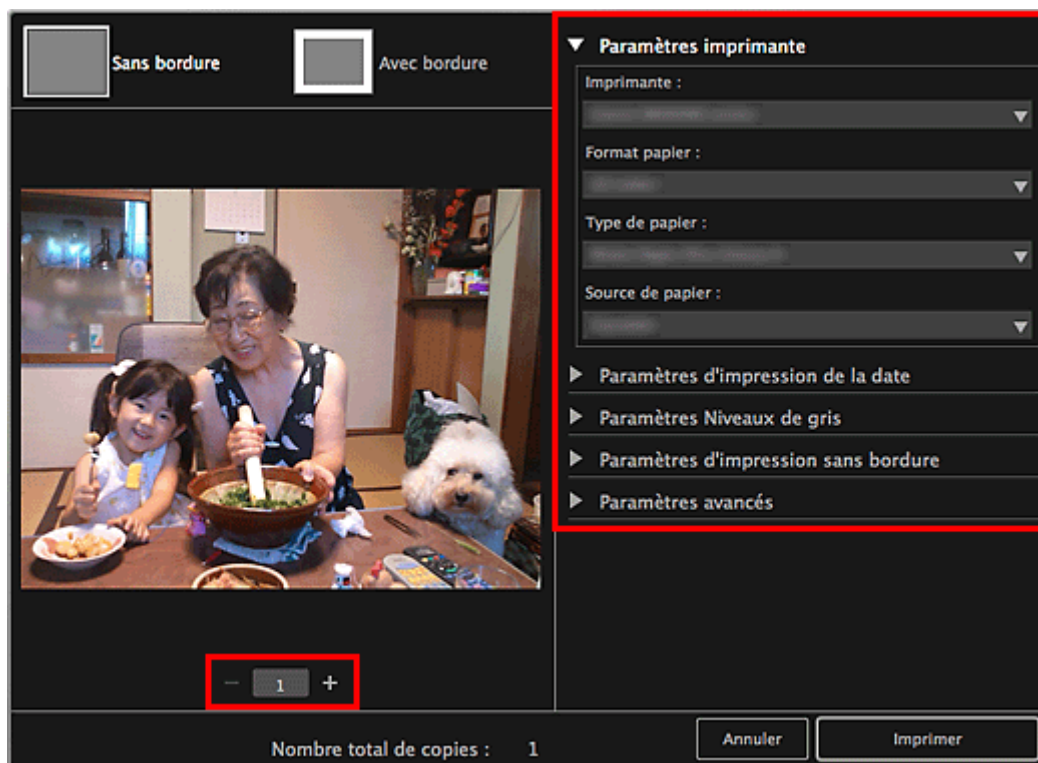 Sans bordure
Avec bordure
Paramètres imprimante
Imprimante :
Format papier :
Type de papier :
Source de papier :
Paramètres d'impression de la date
Paramètres Niveaux de gris
Paramètres d'impression sans bordure
Paramètres avancés
1
Nombre total de copies : 1
Annuler
Imprimer